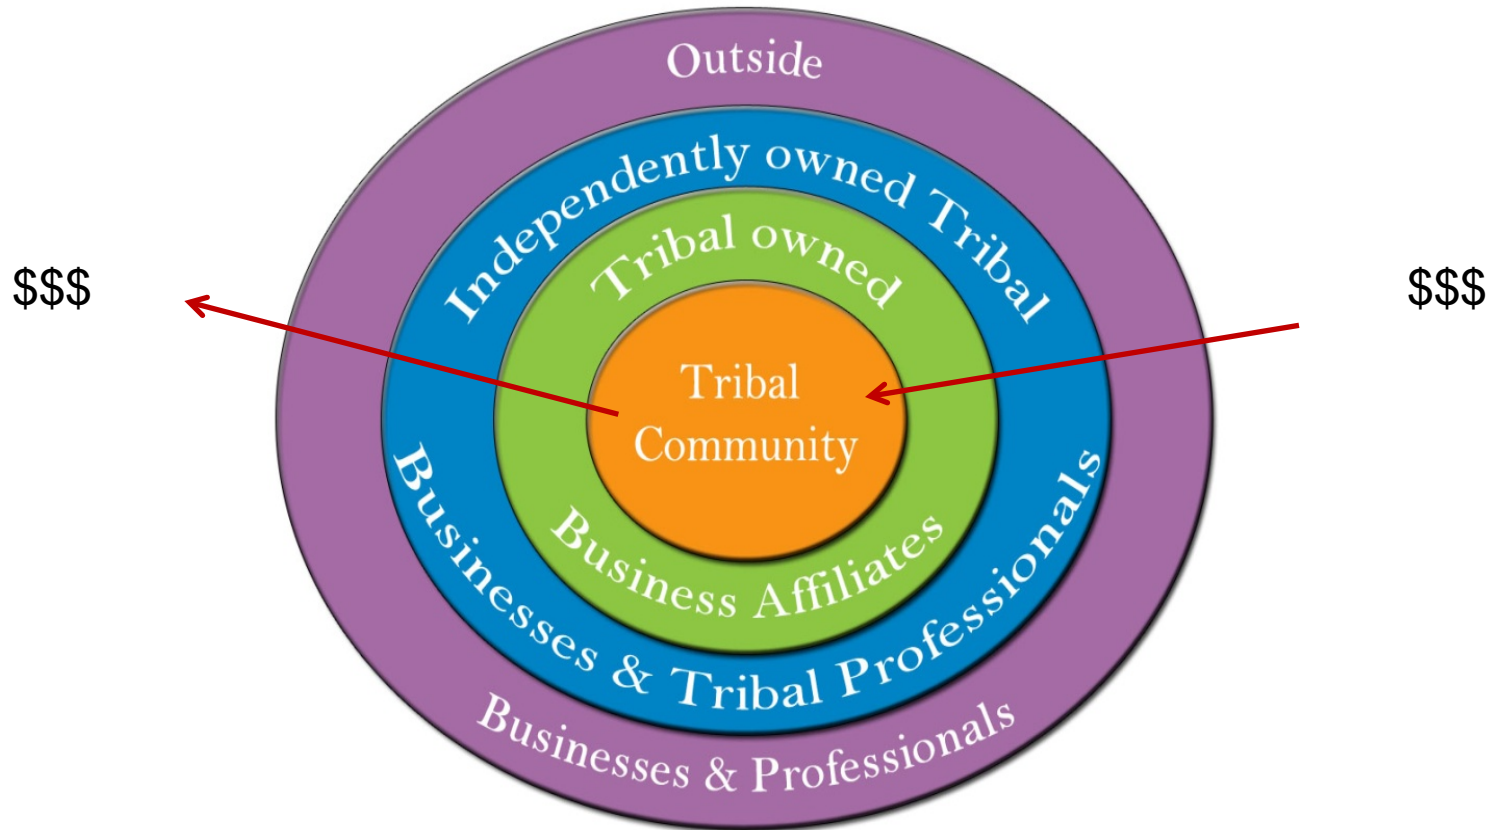 Outside
Independently owned Tribal
Tribal owned
$$$
$$$
Tribal
Community
Business Affiliates
Businesses & Tribal Professionals
Businesses & Professionals